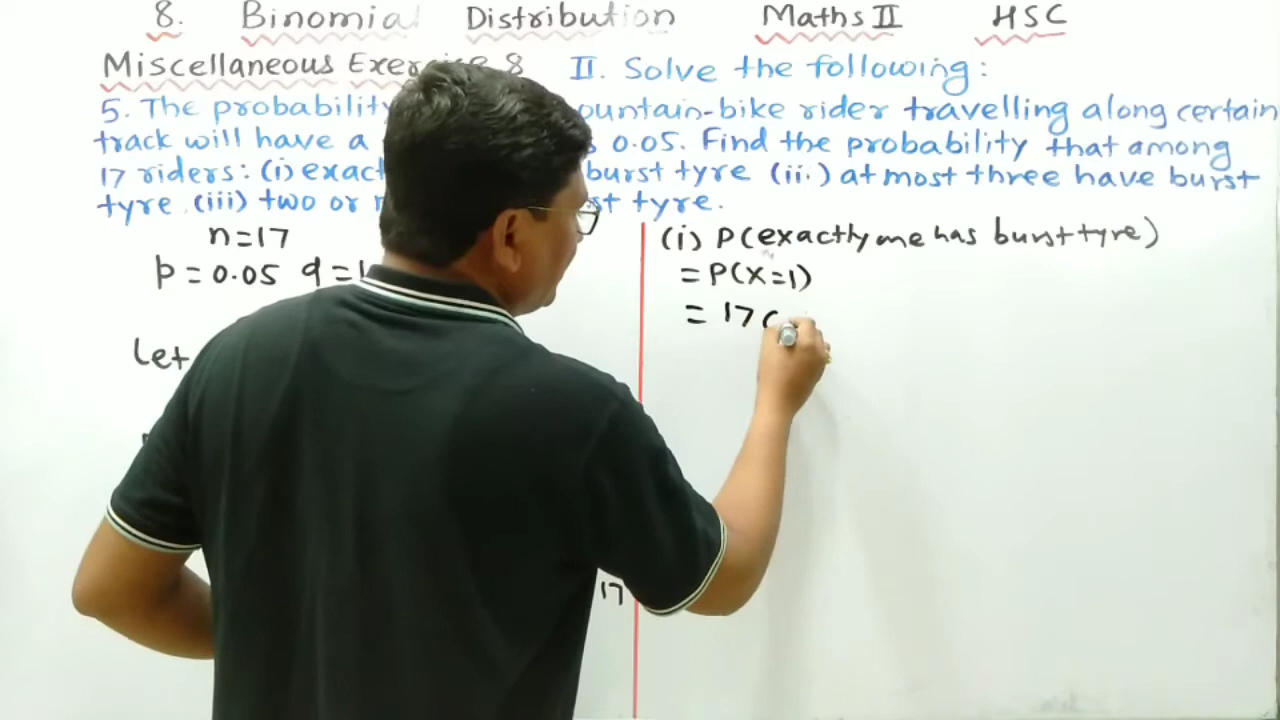 8. Binomial Distribution Maths II HSC
Miscellaneous Exercise 8 II. Solve the following:
5. The probability ountain-bike rider travelling along certain
track will have a 0.05. Find the probability that among
17 riders: (i) exact burst tyre (ii) at most three have burst
tyre (iii) two or st tyre.
n=17
p=0.05 q=1
Let
17
(i) P(exactly one has burst tyre)
= P(X=1)
= 17C